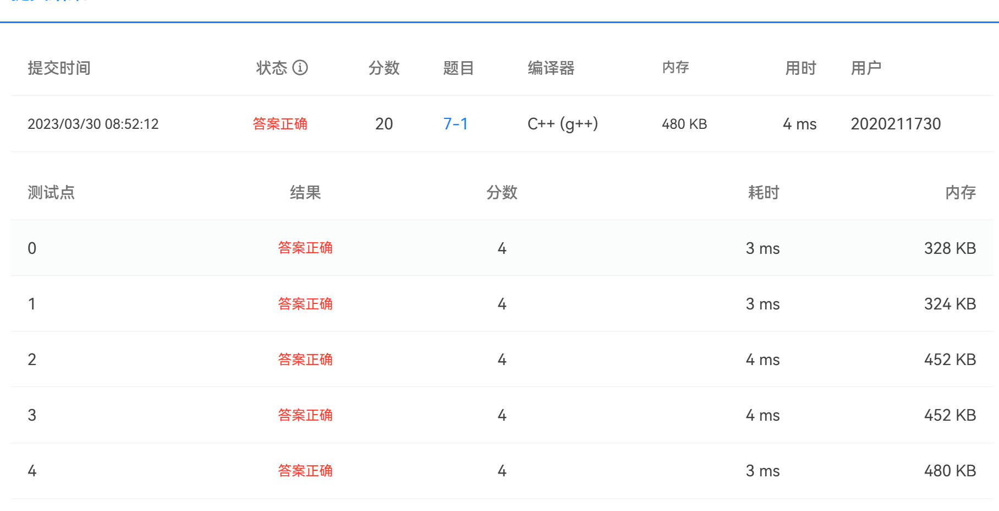 提交时间 状态 分数 题目 编译器 内存 用时 用户
2023/03/30 08:52:12 答案正确 20 7-1 C++ (g++) 480 KB 4 ms 2020211730
测试点 结果 分数 耗时 内存
0 答案正确 4 3 ms 328 KB
1 答案正确 4 3 ms 324 KB
2 答案正确 4 4 ms 452 KB
3 答案正确 4 4 ms 452 KB
4 答案正确 4 3 ms 480 KB